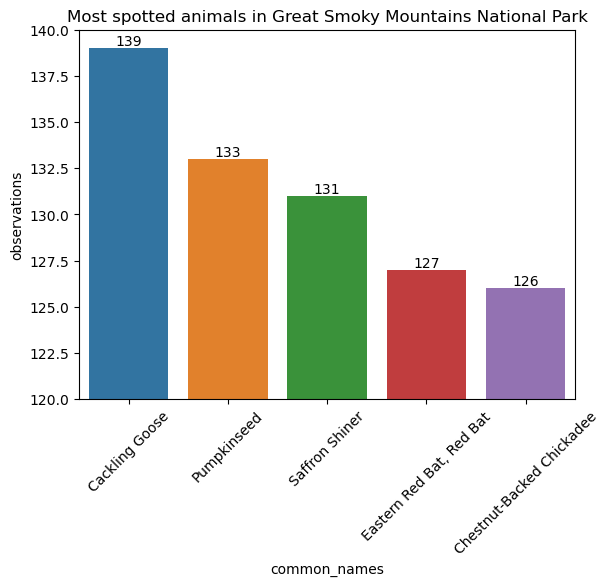 Most spotted animals in Great Smoky Mountains National Park
140.0
137.5
135.0
132.5
130.0
127.5
125.0
122.5
120.0
observations
139
133
131
127
126
Cackling Goose
Pumpkinseed
Saffron Shiner
Eastern Red Bat, Red Bat
Chestnut-Backed Chickadee
common_names